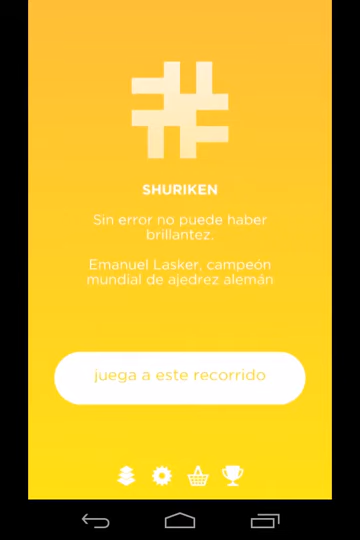 SHURIKEN
Sin error no puede haber
brillantez.
Emanuel Lasker, campeón
mundial de ajedrez alemán
juega a este recorrido